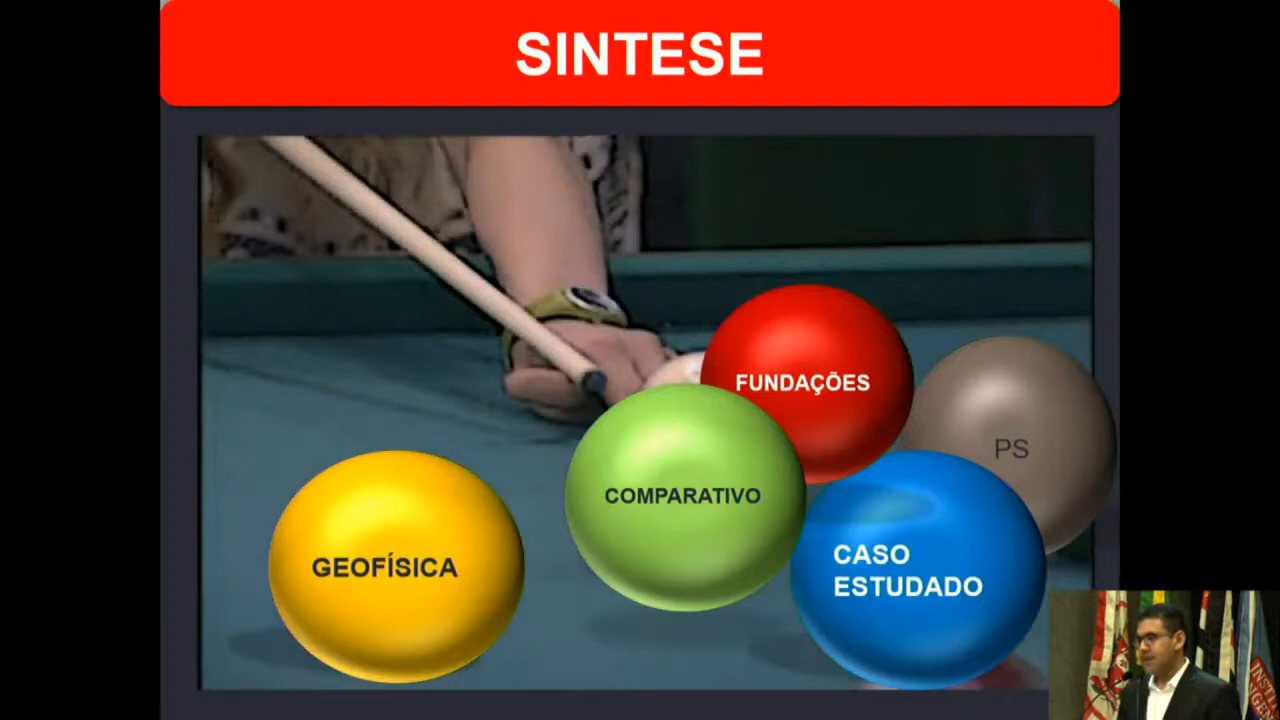 SINTESE
FUNDAÇÕES
PS
COMPARATIVO
CASO
ESTUDADO
GEOFÍSICA